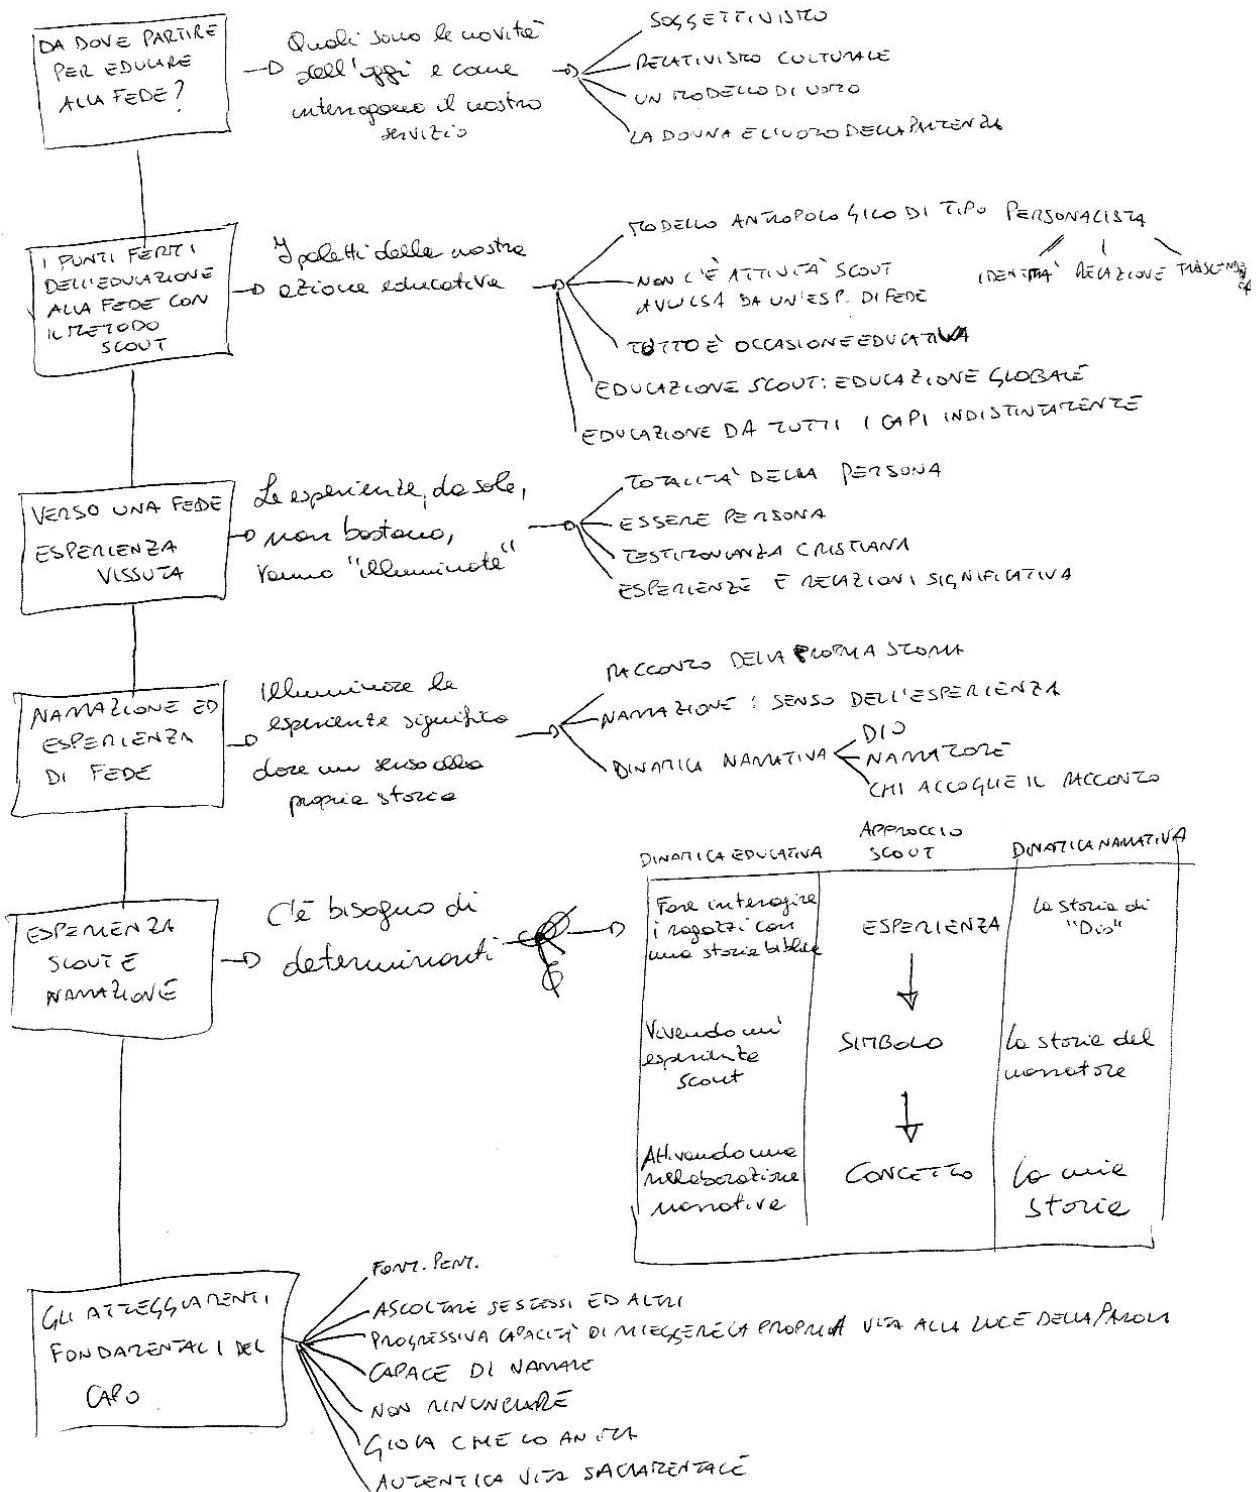 DA DOVE PARTIRE
PER EDUCARE
ALLA FEDE?
Quali sono le novità
dell'oggi e come
interrogano il nostro
servizio
SOGGETTIVISMO
RELATIVISMO CULTURALE
UN MODELLO DI UOMO
LA DONNA E L'UOMO DELLA PARTENZA
I PUNTI FERMI
DELL'EDUCAZIONE
ALLA FEDE CON
IL METODO
SCOUT
I paletti della nostra
azione educativa
MODELLO ANTROPOLOGICO DI TIPO PERSONALISTA
IDENTITÀ RELAZIONE
NON C'È ATTIVITÀ SCOUT
AVULSA DA UN'ESP. DI FEDE
TUTTO È OCCASIONE EDUCATIVA
EDUCAZIONE SCOUT: EDUCAZIONE GLOBALE
EDUCAZIONE DA TUTTI I CAPI INDISTINTAMENTE
VERSO UNA FEDE
ESPERIENZA
VISSUTA
Le esperienze, da sole,
non bastano,
vanno "illuminate"
TOTALITÀ DELLA PERSONA
ESSERE PERSONA
TESTIMONIANZA CRISTIANA
ESPERIENZE E RELAZIONI SIGNIFICATIVA
NARRAZIONE ED
ESPERIENZA
DI FEDE
Illuminare le
esperienze significa
dare un senso alla
propria storia
RACCONTO DELLA PROPRIA STORIA
NARRAZIONE: SENSO DELL'ESPERIENZA
DINAMICA NARRATIVA
DIO
NARRATORE
CHI ACCOGLIE IL RACCONTO
ESPERIENZA
SCOUT E
NARRAZIONE
C'è bisogno di
determinanti
DINAMICA EDUCATIVA
APPROCCIO
SCOUT
DINAMICA NARRATIVA
Fare interagire
i ragazzi con
una storia biblica
ESPERIENZA
La storia di
"Dio"
Vivendo un'
esperienza
scout
SIMBOLO
La storia del
narratore
Attivando una
rielaborazione
narrativa
CONCETTO
La mia
storia
GLI ATTEGGIAMENTI
FONDAMENTALI DEL
CAPO
FORM. PERM.
ASCOLTARE SE STESSI ED ALTRI
PROGRESSIVA CAPACITÀ DI RILEGGERE LA PROPRIA VITA ALLA LUCE DELLA PAROLA
CAPACE DI NARRARE
NON RINUNCIARE
GIOIA CHE LO ANIMA
AUTENTICA VITA SACRAMENTALE